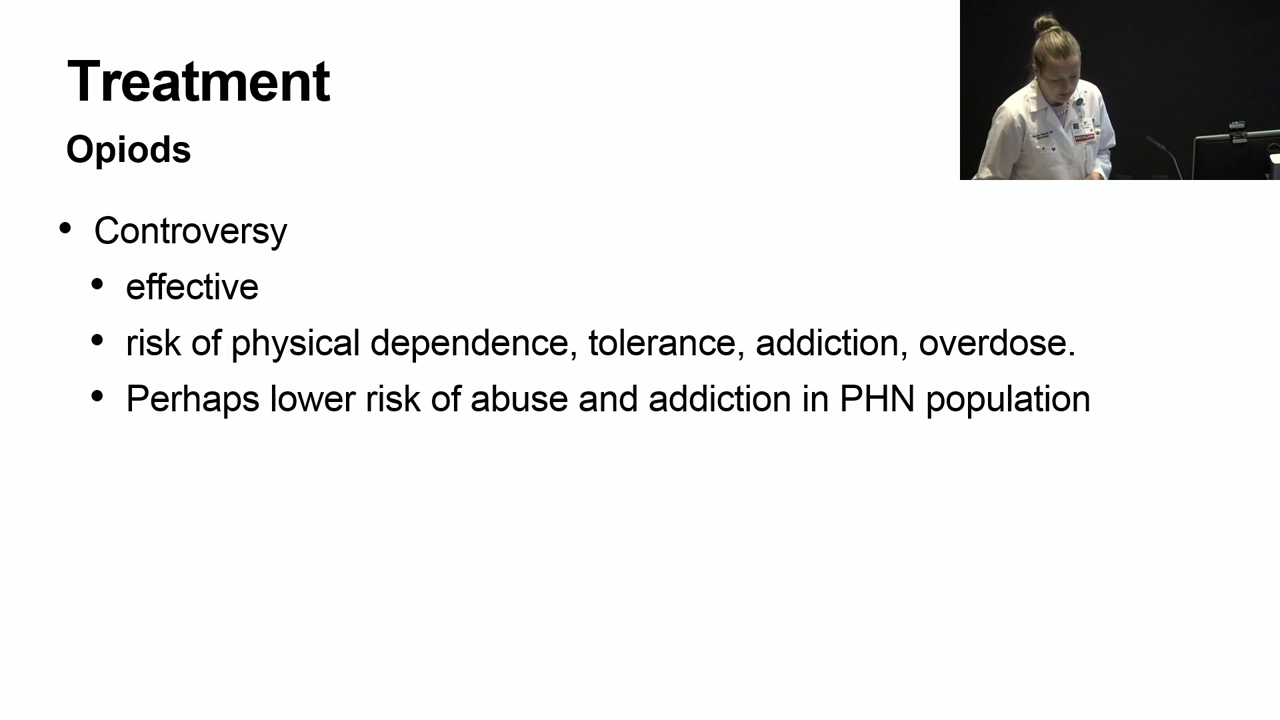 Treatment
Opiods
• Controversy
• effective
• risk of physical dependence, tolerance, addiction, overdose.
• Perhaps lower risk of abuse and addiction in PHN population